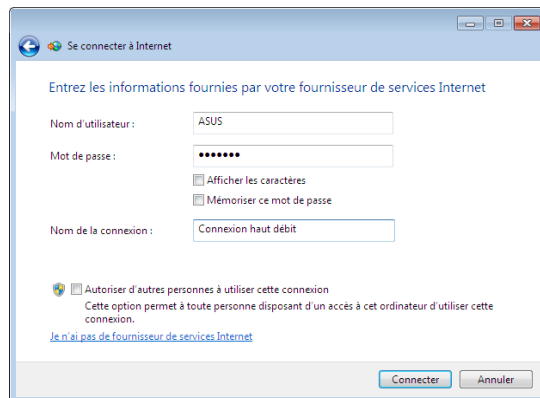 Se connecter à Internet
Entrez les informations fournies par votre fournisseur de services Internet
Nom d'utilisateur :
ASUS
Mot de passe :
•••••••
Afficher les caractères
Mémoriser ce mot de passe
Nom de la connexion :
Connexion haut débit
Autoriser d'autres personnes à utiliser cette connexion
Cette option permet à toute personne disposant d'un accès à cet ordinateur d'utiliser cette
connexion.
Je n'ai pas de fournisseur de services Internet
Connecter
Annuler